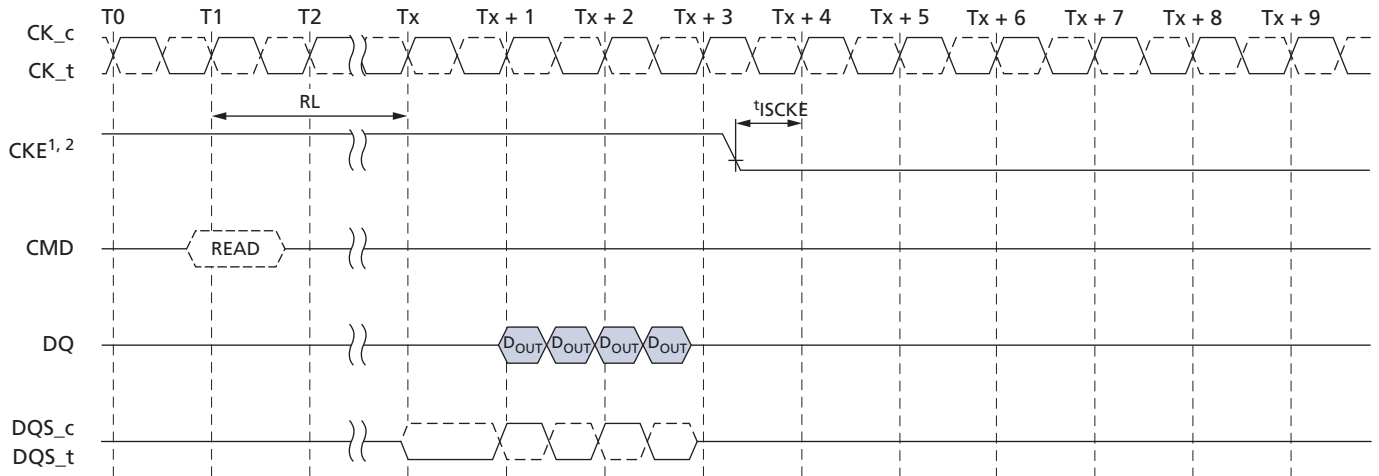 T0 T1 T2 Tx Tx + 1 Tx + 2 Tx + 3 Tx + 4 Tx + 5 Tx + 6 Tx + 7 Tx + 8 Tx + 9
CK_c
CK_t
RL
tISCKE
CKE1, 2
CMD
READ
DQ
DOUT DOUT DOUT DOUT
DQS_c
DQS_t